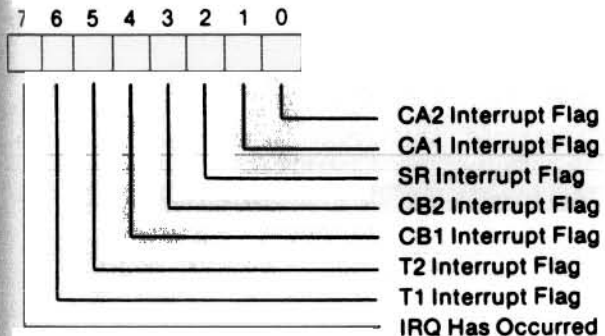 7 6 5 4 3 2 1 0
CA2 Interrupt Flag
CA1 Interrupt Flag
SR Interrupt Flag
CB2 Interrupt Flag
CB1 Interrupt Flag
T2 Interrupt Flag
T1 Interrupt Flag
IRQ Has Occurred